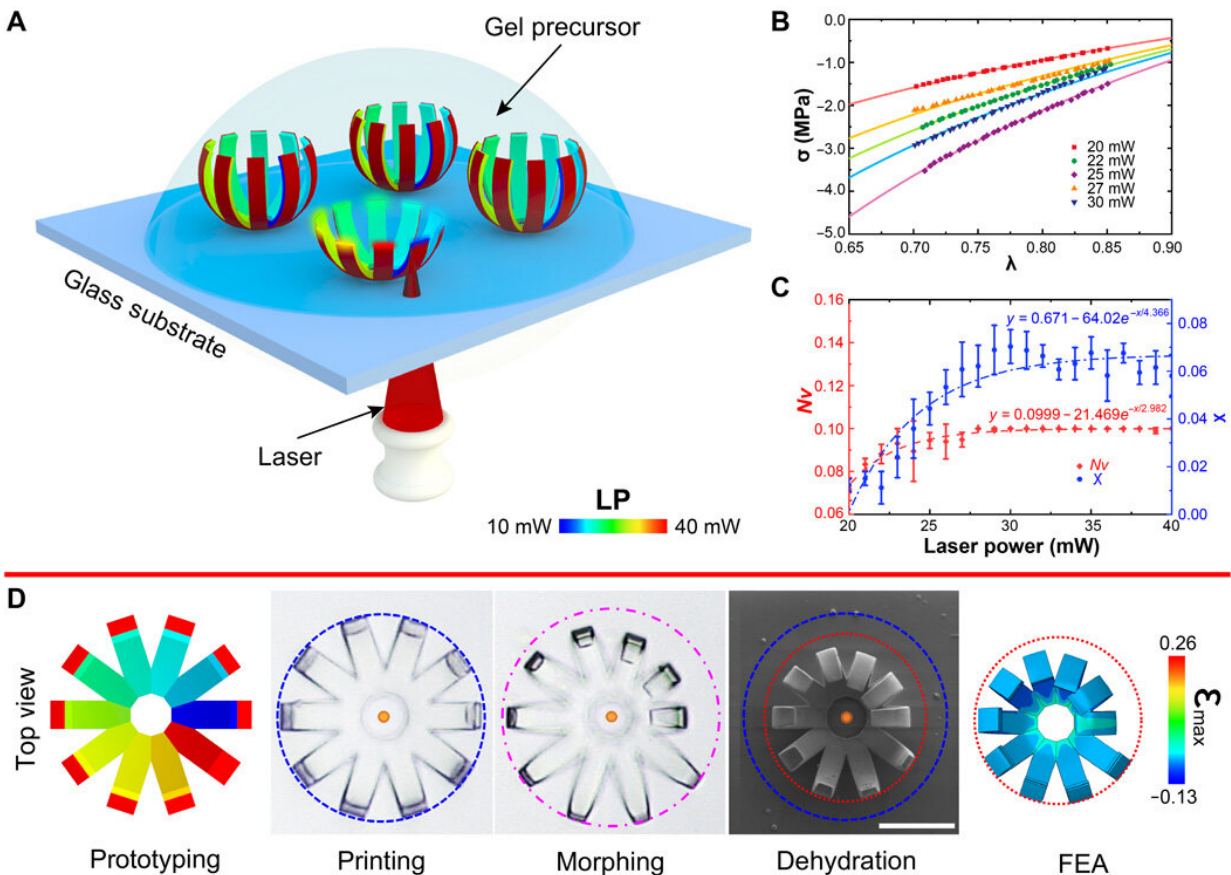 A
Gel precursor
Glass substrate
Laser
LP
10 mW
40 mW
B
σ (MPa)
0.0
−1.0
−2.0
−3.0
−4.0
−5.0
0.65 0.70 0.75 0.80 0.85 0.90
λ
20 mW
22 mW
25 mW
27 mW
30 mW
C
Nv
0.16
0.14
0.12
0.10
0.08
0.06
y = 0.671 − 64.02e^−x/4.366
y = 0.0999 − 21.469e^−x/2.982
Nv
X
0.08
0.06
0.04
0.02
0.00
X
20 25 30 35 40
Laser power (mW)
D
Top view
0.26
εmax
−0.13
Prototyping
Printing
Morphing
Dehydration
FEA